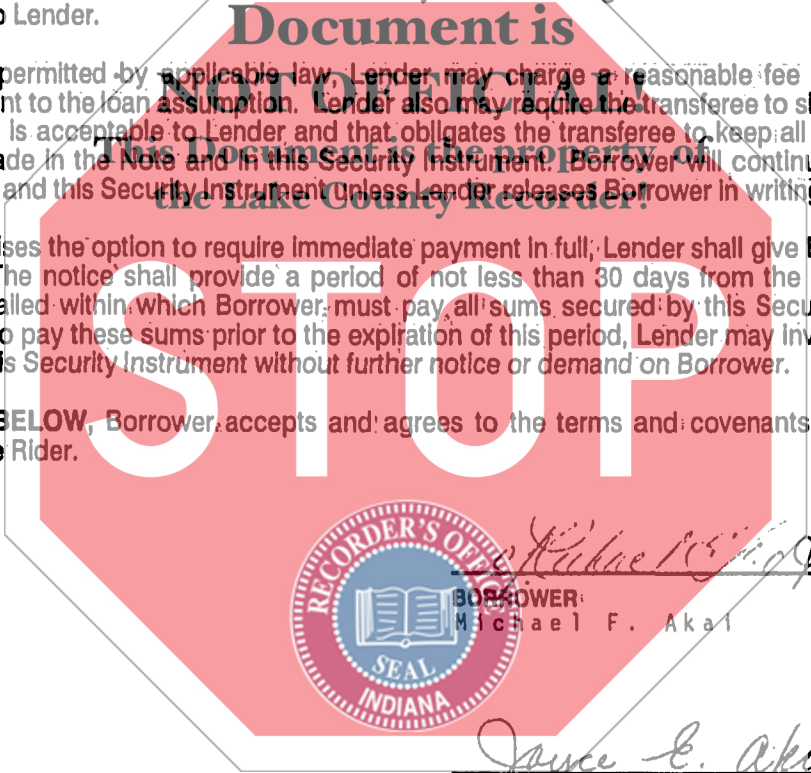 o Lender.
Document is
permitted by applicable law, Lender may charge a reasonable fee
NOT OFFICIAL!
nt to the loan assumption. Lender also may require the transferee to s
is acceptable to Lender and that obligates the transferee to keep all
This Document is the property of
ade in the Note and in this Security Instrument. Borrower will continu
and this Security Instrument unless Lender releases Borrower in writing
the Lake County Recorder!
ises the option to require immediate payment in full, Lender shall give
he notice shall provide a period of not less than 30 days from the
iled within which Borrower must pay all sums secured by this Secu
o pay these sums prior to the expiration of this period, Lender may inv
is Security Instrument without further notice or demand on Borrower.
STOP
BELOW, Borrower accepts and agrees to the terms and covenants
Rider.
RECORDER'S OFFICE
BORROWER
Michael F. Akai
SEAL
INDIANA
Joyce E.